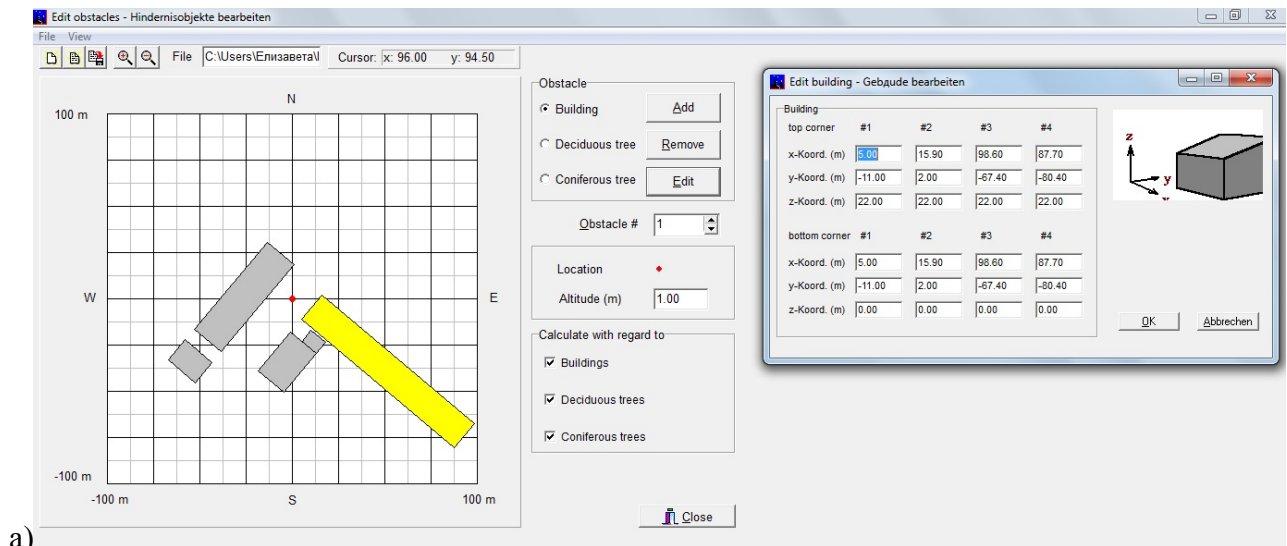 Edit obstacles - Hindernisobjekte bearbeiten
File View
File C:\Users\Елизавета\ Cursor: x: 96.00 y: 94.50
N
100 m
W
E
-100 m
-100 m S 100 m
Obstacle
Building Add
Deciduous tree Remove
Coniferous tree Edit
Obstacle # 1
Location
Altitude (m) 1.00
Calculate with regard to
Buildings
Deciduous trees
Coniferous trees
Close
Edit building - Gebдude bearbeiten
Building
top corner #1 #2 #3 #4
x-Koord. (m) 5.00 15.90 98.60 87.70
y-Koord. (m) -11.00 2.00 -67.40 -80.40
z-Koord. (m) 22.00 22.00 22.00 22.00
bottom corner #1 #2 #3 #4
x-Koord. (m) 5.00 15.90 98.60 87.70
y-Koord. (m) -11.00 2.00 -67.40 -80.40
z-Koord. (m) 0.00 0.00 0.00 0.00
z
y
OK Abbrechen
a)